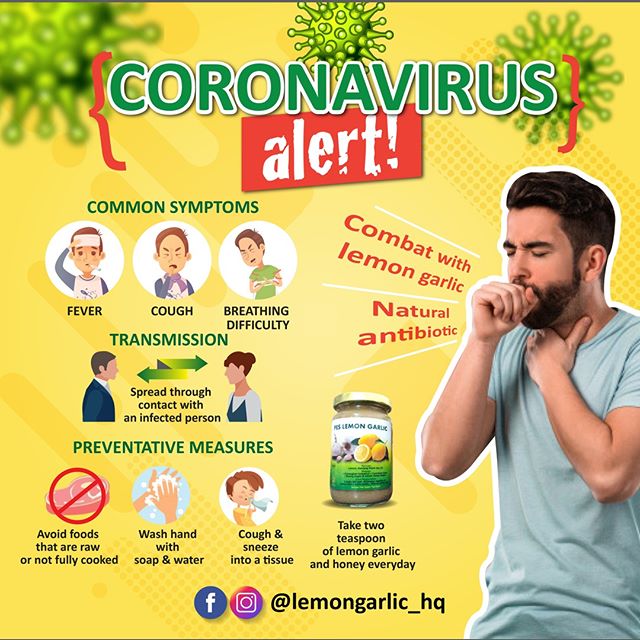 CORONAVIRUS
alert!
COMMON SYMPTOMS
FEVER
COUGH
BREATHING
DIFFICULTY
TRANSMISSION
Spread through
contact with
an infected person
PREVENTATIVE MEASURES
Avoid foods
that are raw
or not fully cooked
Wash hand
with
soap & water
Cough &
sneeze
into a tissue
Combat with
lemon garlic
Natural
antibiotic
LEMON GARLIC
Take two
teaspoon
of lemon garlic
and honey everyday
@lemongarlic_hq